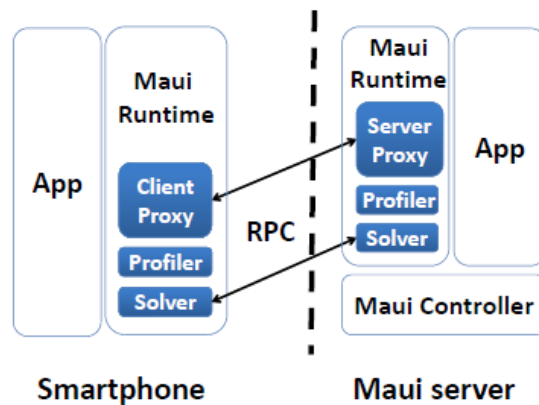 App
Maui
Runtime
Client
Proxy
Profiler
Solver
RPC
Maui
Runtime
Server
Proxy
Profiler
Solver
App
Maui Controller
Smartphone
Maui server